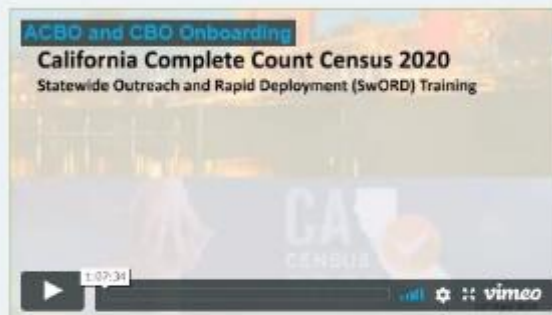 ACBO and CBO Onboarding
California Complete Count Census 2020
Statewide Outreach and Rapid Deployment (SwORD) Training
CA
CENSUS
1:07:34
vimeo